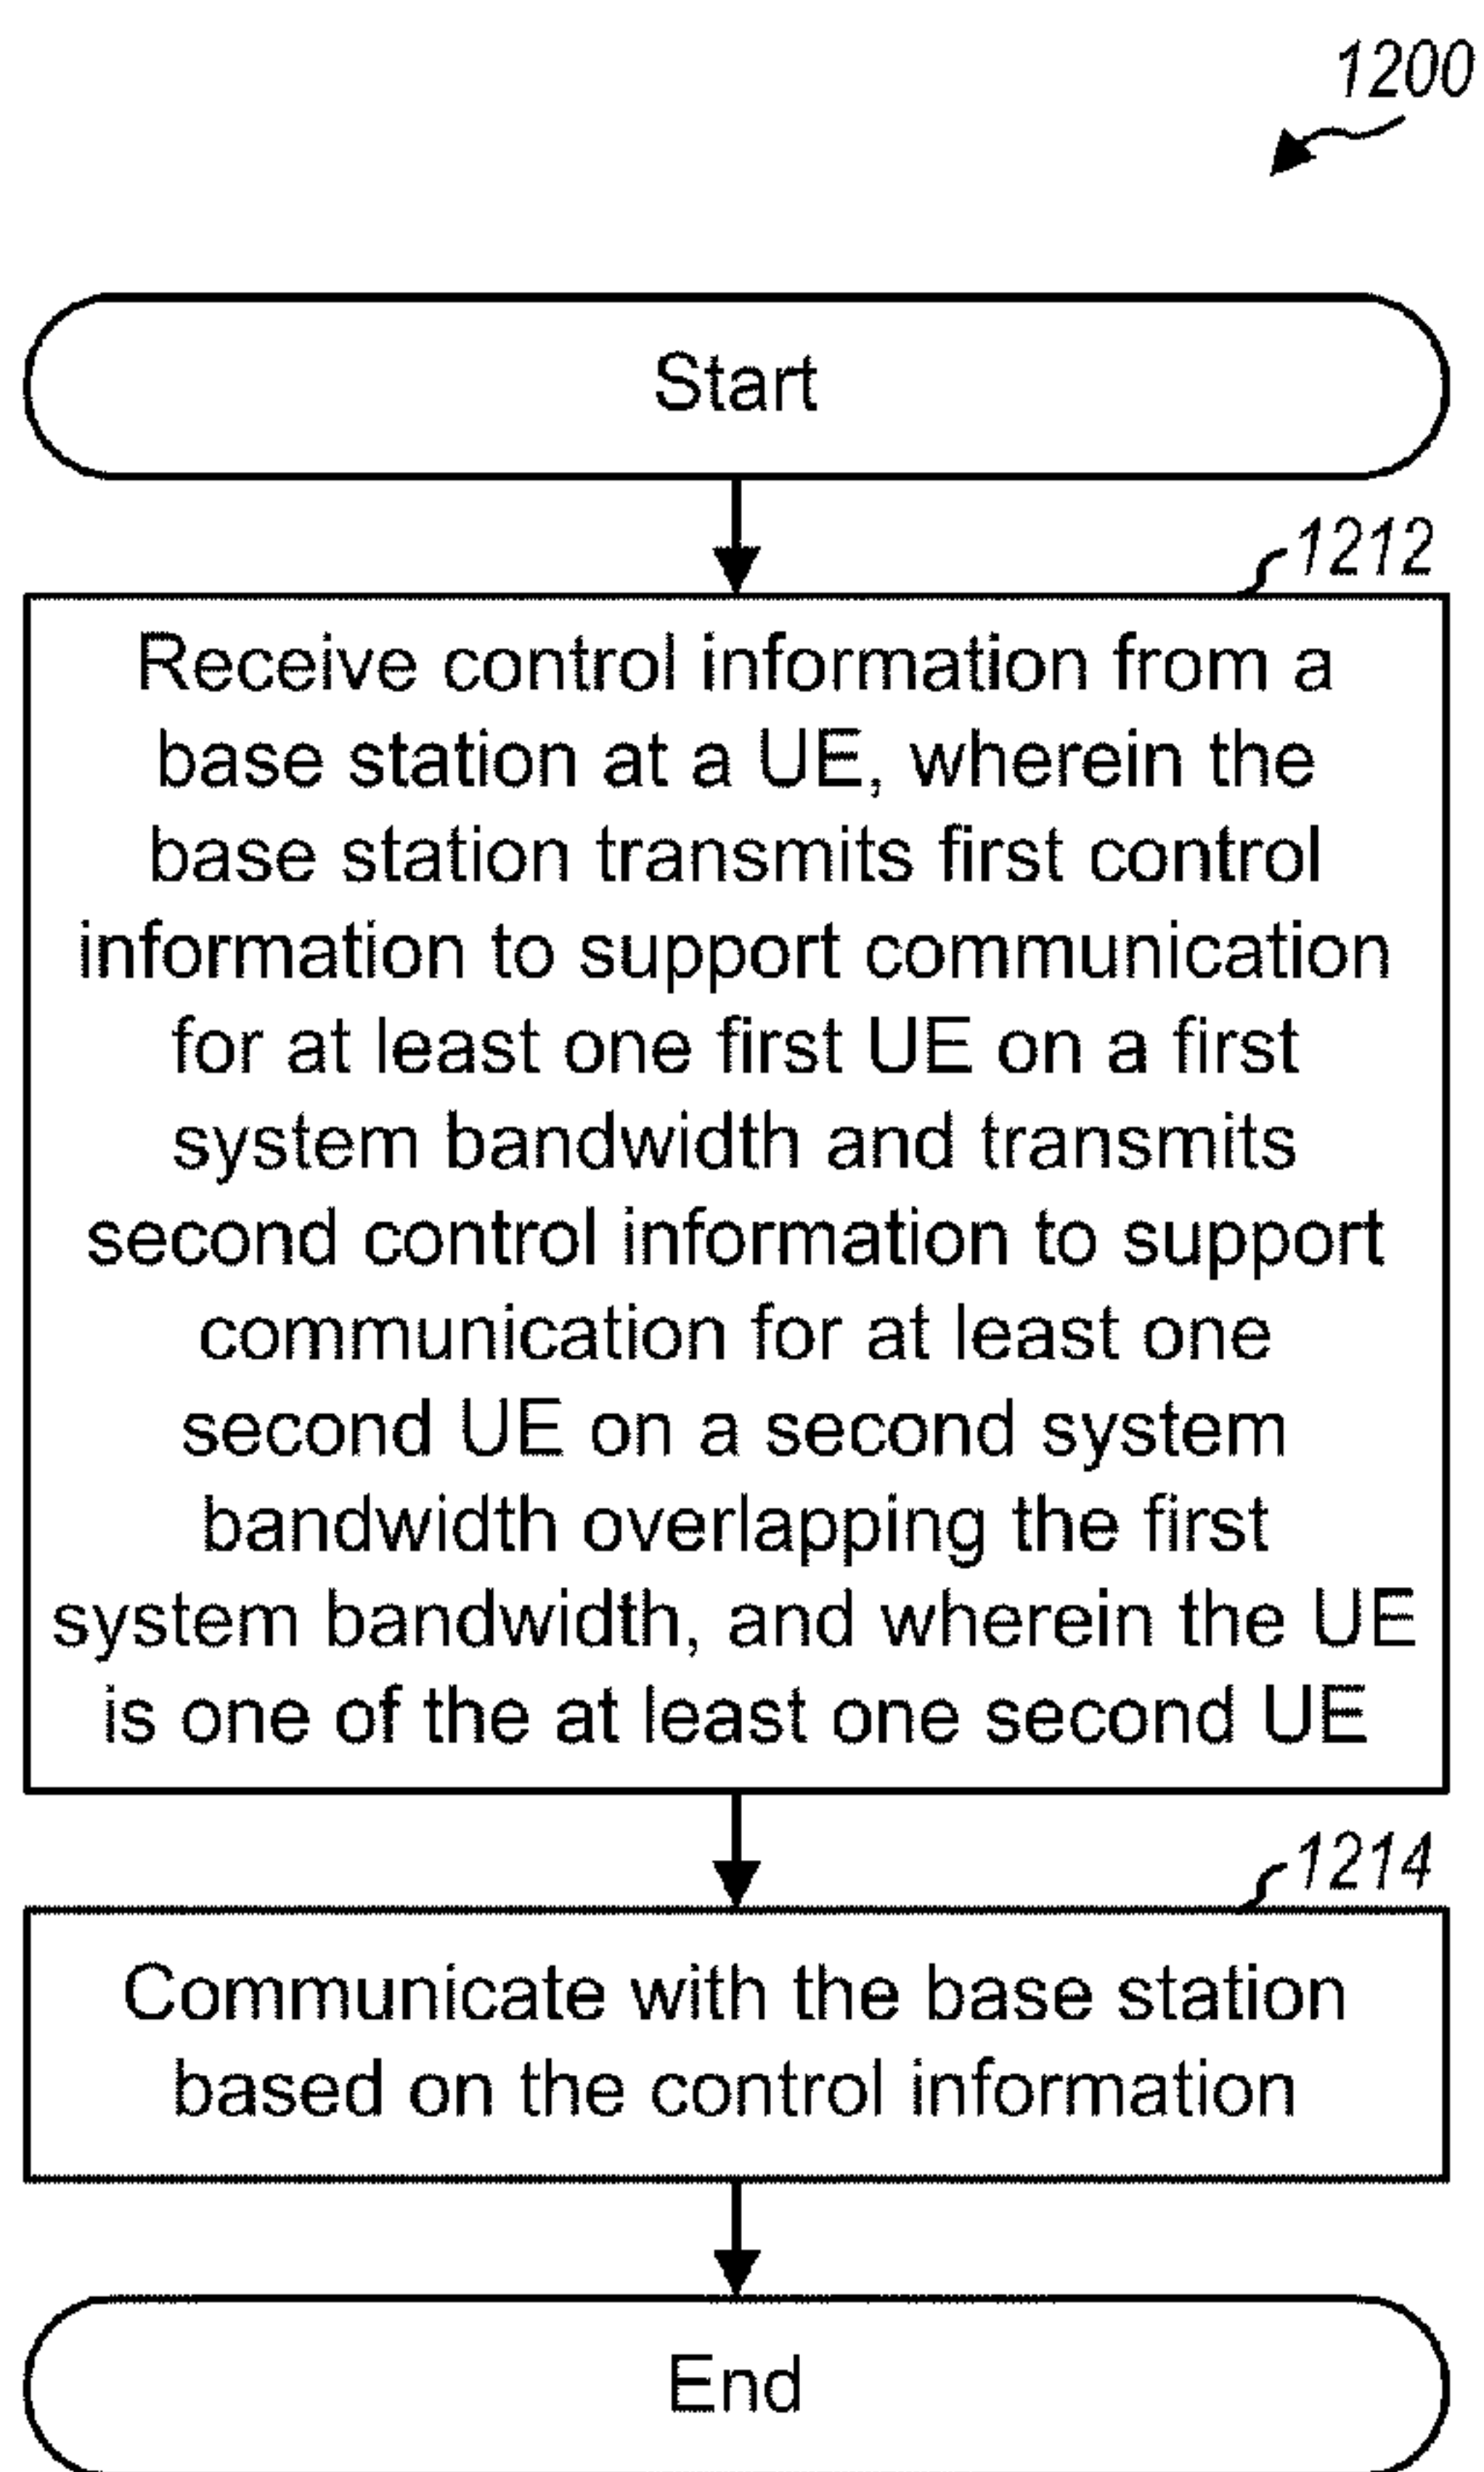 1200
Start
1212
Receive control information from a
base station at a UE, wherein the
base station transmits first control
information to support communication
for at least one first UE on a first
system bandwidth and transmits
second control information to support
communication for at least one
second UE on a second system
bandwidth overlapping the first
system bandwidth, and wherein the UE
is one of the at least one second UE
1214
Communicate with the base station
based on the control information
End